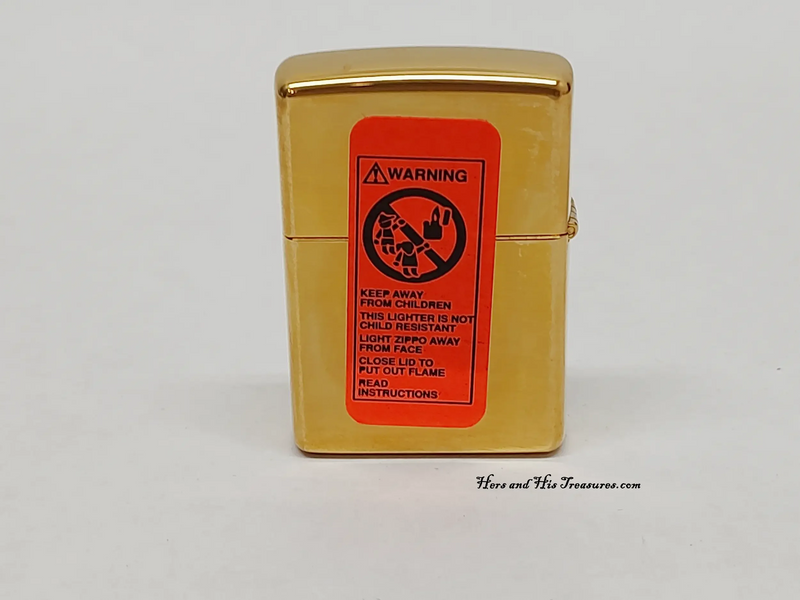 WARNING
KEEP AWAY
FROM CHILDREN
THIS LIGHTER IS NOT
CHILD RESISTANT
LIGHT ZIPPO AWAY
FROM FACE
CLOSE LID TO
PUT OUT FLAME
READ
INSTRUCTIONS
Hers and His Treasures.com